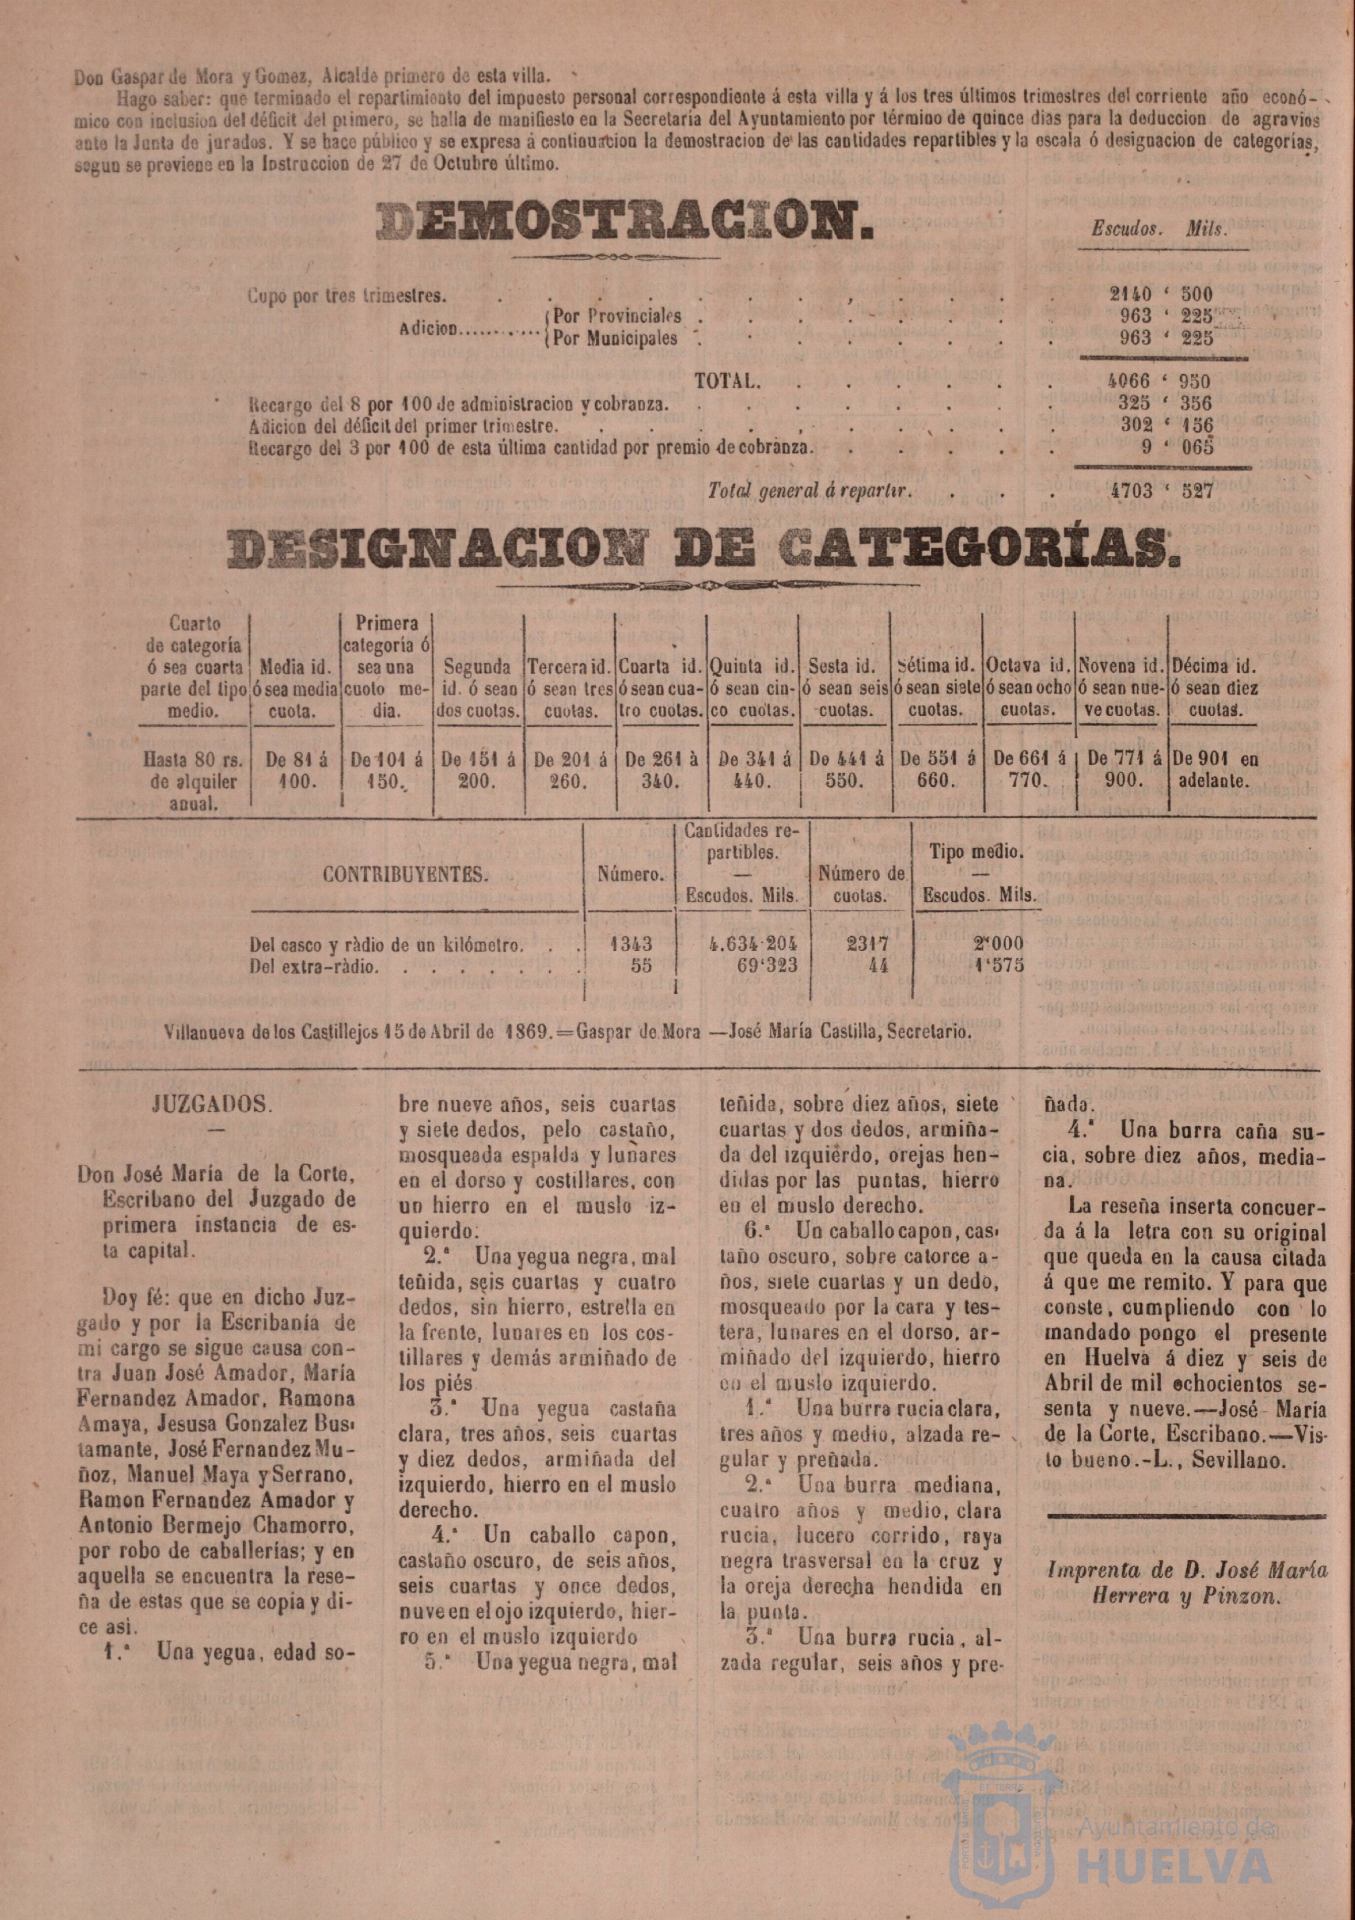 Don Gaspar de Mora y Gomez, Alcalde primero de esta villa.
Hago saber: que terminado el repartimiento del impuesto personal correspondiente á esta villa y á los tres últimos trimestres del corriente año econó-
mico con inclusion del déficit del primero, se halla de manifiesto en la Secretaria del Ayuntamiento por término de quince dias para la deduccion de agravios
ante la Junta de jurados. Y se hace público y se expresa á continuacion la demostracion de las cantidades repartibles y la escala ó designacion de categorías,
segun se previene en la Instruccion de 27 de Octubre último.
DEMOSTRACION.
Escudos. Mils.
Cupo por tres trimestres. 2140 ‘ 500
Adicion........... { Por Provinciales 963 ‘ 225
{ Por Municipales 963 ‘ 225
TOTAL. 4066 ‘ 950
Recargo del 8 por 100 de administracion y cobranza. 325 ‘ 356
Adicion del déficit del primer trimestre. 302 ‘ 156
Recargo del 3 por 100 de esta última cantidad por premio de cobranza. 9 ‘ 065
Total general á repartir. 4703 ‘ 527
DESIGNACION DE CATEGORÍAS.
Cuarto
de categoría
ó sea cuarta
parte del tipo
medio.
Media id.
ó sea media
cuota.
Primera
categoría ó
sea una
cuoto me-
dia.
Segunda
id. ó sean
dos cuotas.
Tercera id.
ó sean tres
cuotas.
Cuarta id.
ó sean cua-
tro cuotas.
Quinta id.
ó sean cin-
co cuotas.
Sesta id.
ó sean seis
cuotas.
Sétima id.
ó sean siete
cuotas.
Octava id.
ó sean ocho
cuotas.
Novena id.
ó sean nue-
ve cuotas.
Décima id.
ó sean diez
cuotas.
Hasta 80 rs.
de alquiler
anual.
De 81 á
100.
De 101 á
150.
De 151 á
200.
De 201 á
260.
De 261 à
340.
De 341 á
440.
De 441 á
550.
De 551 á
660.
De 661 á
770.
De 771 á
900.
De 901 en
adelante.
CONTRIBUYENTES.
Número.
Cantidades re-
partibles.
—
Escudos. Mils.
Número de
cuotas.
Tipo medio.
—
Escudos. Mils.
Del casco y ràdio de un kilómetro. . . 1343 4.634·204 2317 2‘000
Del extra-ràdio. . . . . . . 55 69‘323 44 1‘575
Villanueva de los Castillejos 15 de Abril de 1869.=Gaspar de Mora —José María Castilla, Secretario.
JUZGADOS.
—
Don José María de la Corte,
Escribano del Juzgado de
primera instancia de es-
ta capital.
Doy fé: que en dicho Juz-
gado y por la Escribanía de
mi cargo se sigue causa con-
tra Juan José Amador, María
Fernandez Amador, Ramona
Amaya, Jesusa Gonzalez Bus-
tamante, José Fernandez Mu-
ñoz, Manuel Maya y Serrano,
Ramon Fernandez Amador y
Antonio Bermejo Chamorro,
por robo de caballerías; y en
aquella se encuentra la rese-
ña de estas que se copia y di-
ce asi.
1.ª Una yegua, edad so-
bre nueve años, seis cuartas
y siete dedos, pelo castaño,
mosqueada espalda y lunares
en el dorso y costillares, con
un hierro en el muslo iz-
quierdo:
2.ª Una yegua negra, mal
teñida, seis cuartas y cuatro
dedos, sin hierro, estrella en
la frente, lunares en los cos-
tillares y demás armiñado de
los piés
3.ª Una yegua castaña
clara, tres años, seis cuartas
y diez dedos, armiñada del
izquierdo, hierro en el muslo
derecho.
4.ª Un caballo capon,
castaño oscuro, de seis años,
seis cuartas y once dedos,
nuve en el ojo izquierdo, hier-
ro en el muslo izquierdo
5.ª Una yegua negra, mal
teñida, sobre diez años, siete
cuartas y dos dedos, armiña-
da del izquierdo, orejas hen-
didas por las puntas, hierro
en el muslo derecho.
6.ª Un caballo capon, cas-
taño oscuro, sobre catorce a-
ños, siete cuartas y un dedo,
mosqueado por la cara y tes-
tera, lunares en el dorso, ar-
miñado del izquierdo, hierro
en el muslo izquierdo.
1.ª Una burra rucia clara,
tres años y medio, alzada re-
gular y preñada.
2.ª Una burra mediana,
cuatro años y medio, clara
rucia, lucero corrido, raya
negra trasversal en la cruz y
la oreja derecha hendida en
la punta.
3.ª Una burra rucia, al-
zada regular, seis años y pre-
ñada.
4.ª Una burra caña su-
cia, sobre diez años, media-
na.
La reseña inserta concuer-
da á la letra con su original
que queda en la causa citada
á que me remito. Y para que
conste, cumpliendo con lo
mandado pongo el presente
en Huelva á diez y seis de
Abril de mil ochocientos se-
senta y nueve.—José María
de la Corte, Escribano.—Vis-
to bueno.-L., Sevillano.
Imprenta de D. José María
Herrera y Pinzon.
Ayuntamiento de
HUELVA